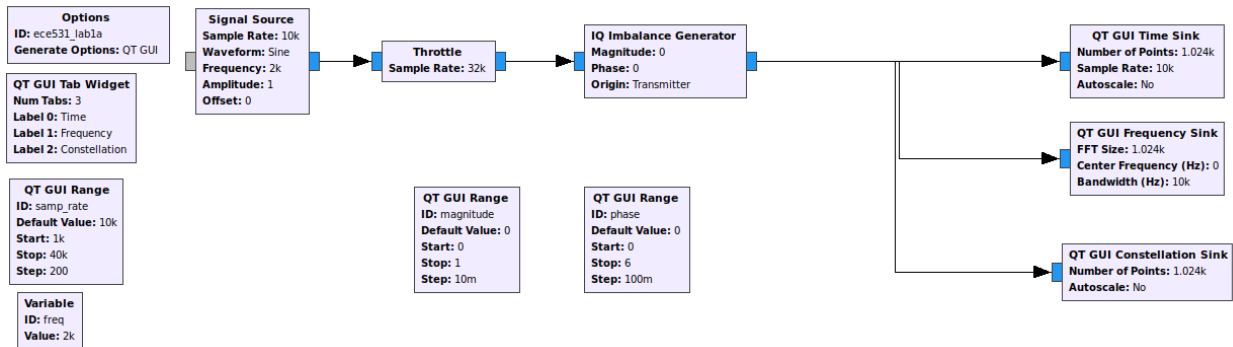 Options
ID: ece531_lab1a
Generate Options: QT GUI
QT GUI Tab Widget
Num Tabs: 3
Label 0: Time
Label 1: Frequency
Label 2: Constellation
QT GUI Range
ID: samp_rate
Default Value: 10k
Start: 1k
Stop: 40k
Step: 200
Variable
ID: freq
Value: 2k
Signal Source
Sample Rate: 10k
Waveform: Sine
Frequency: 2k
Amplitude: 1
Offset: 0
Throttle
Sample Rate: 32k
IQ Imbalance Generator
Magnitude: 0
Phase: 0
Origin: Transmitter
QT GUI Range
ID: magnitude
Default Value: 0
Start: 0
Stop: 1
Step: 10m
QT GUI Range
ID: phase
Default Value: 0
Start: 0
Stop: 6
Step: 100m
QT GUI Time Sink
Number of Points: 1.024k
Sample Rate: 10k
Autoscale: No
QT GUI Frequency Sink
FFT Size: 1.024k
Center Frequency (Hz): 0
Bandwidth (Hz): 10k
QT GUI Constellation Sink
Number of Points: 1.024k
Autoscale: No